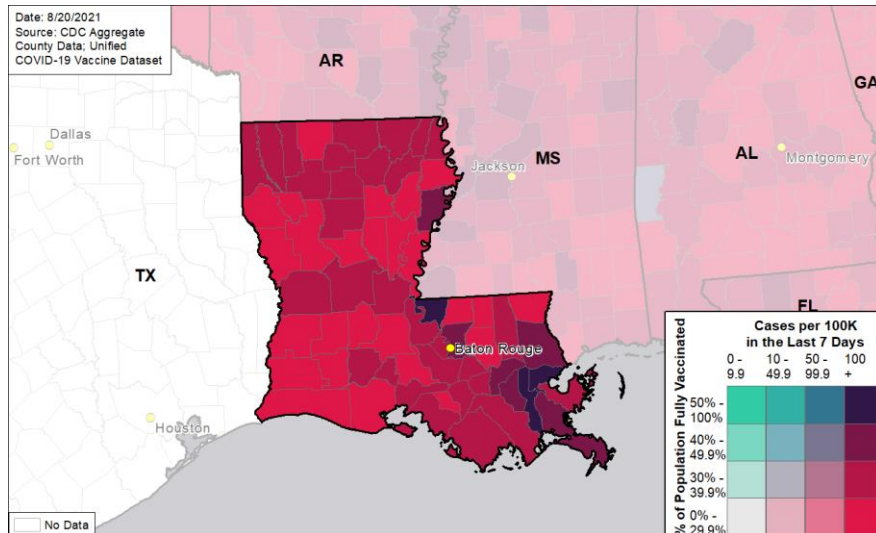 Date: 8/20/2021
Source: CDC Aggregate
County Data; Unified
COVID-19 Vaccine Dataset
AR
GA
Dallas
Fort Worth
Jackson
MS
AL
Montgomery
TX
FL
Baton Rouge
Houston
Cases per 100K
in the Last 7 Days
0 - 9.9
10 - 49.9
50 - 99.9
100 +
% of Population Fully Vaccinated
50% - 100%
40% - 49.9%
30% - 39.9%
0% - 29.9%
No Data